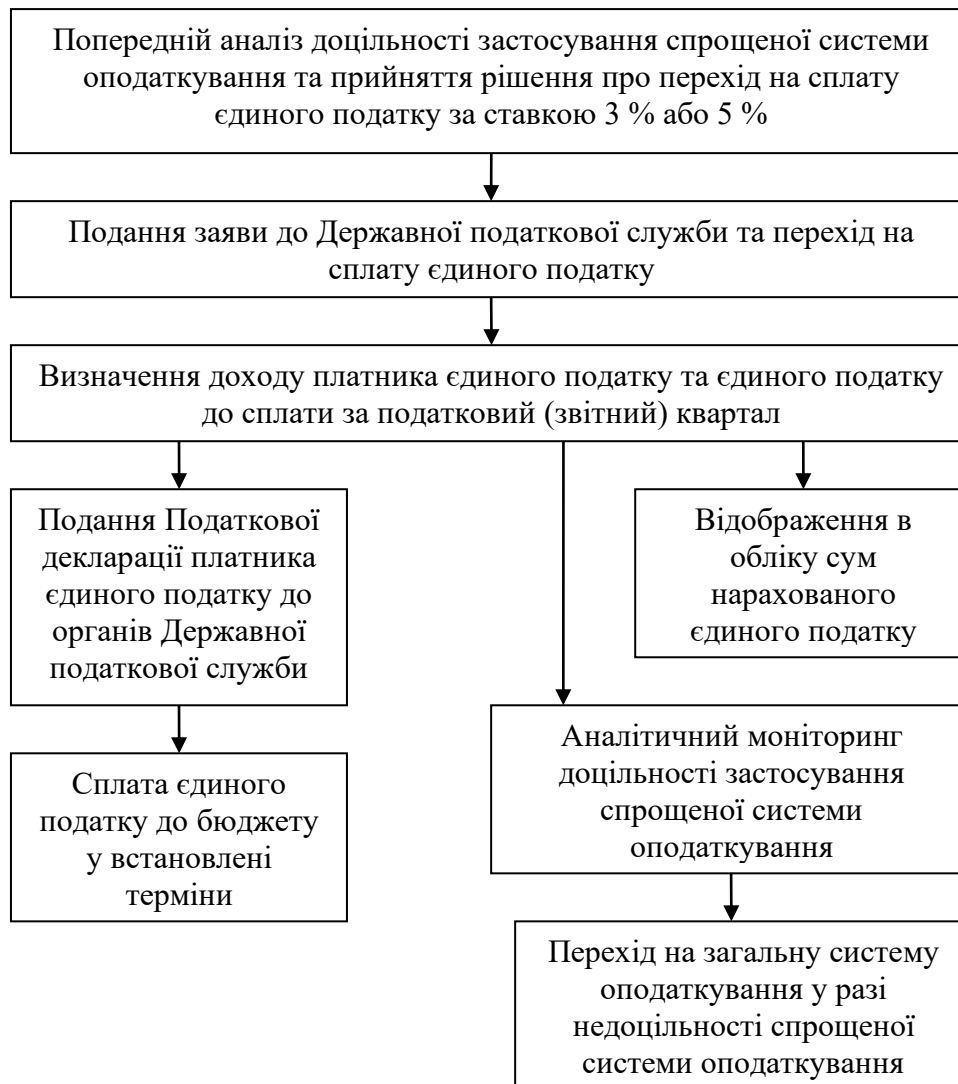 Попередній аналіз доцільності застосування спрощеної системи
оподаткування та прийняття рішення про перехід на сплату
єдиного податку за ставкою 3 % або 5 %
Подання заяви до Державної податкової служби та перехід на
сплату єдиного податку
Визначення доходу платника єдиного податку та єдиного податку
до сплати за податковий (звітний) квартал
Подання Податкової
декларації платника
єдиного податку до
органів Державної
податкової служби
Відображення в
обліку сум
нарахованого
єдиного податку
Сплата єдиного
податку до бюджету
у встановлені
терміни
Аналітичний моніторинг
доцільності застосування
спрощеної системи
оподаткування
Перехід на загальну систему
оподаткування у разі
недоцільності спрощеної
системи оподаткування